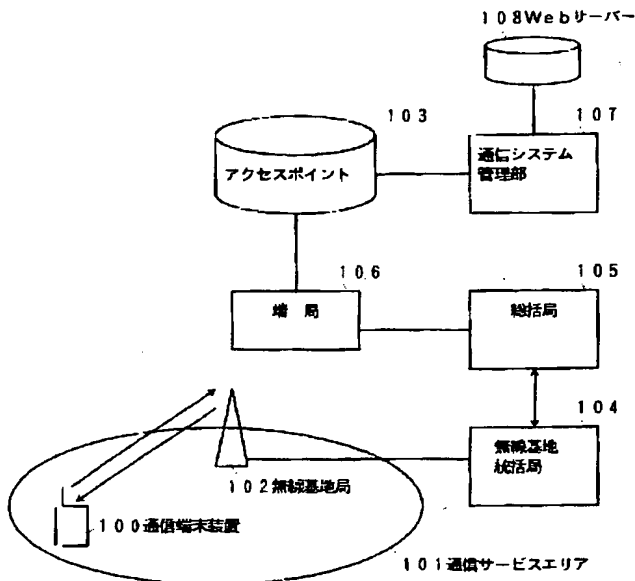 108Webサーバー
103
107
アクセスポイント
通信システム
管理部
106
105
端 局
総括局
104
無線基地
統括局
102無線基地局
100通信端末装置
101通信サービスエリア